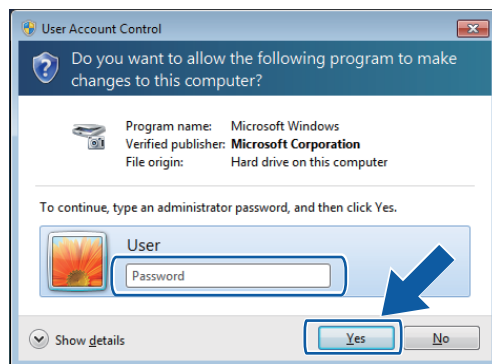 User Account Control
Do you want to allow the following program to make
changes to this computer?
Program name: Microsoft Windows
Verified publisher: Microsoft Corporation
File origin: Hard drive on this computer
To continue, type an administrator password, and then click Yes.
User
Password
Show details
Yes No